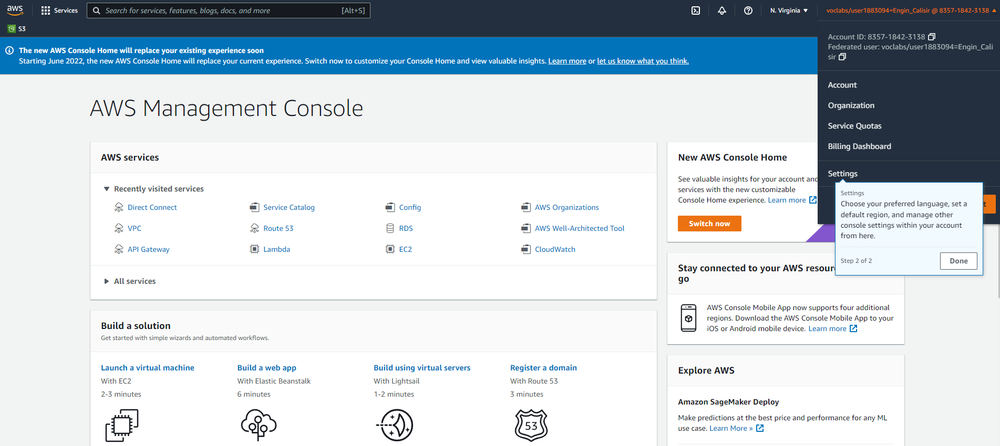 aws
Services
Search for services, features, blogs, docs, and more
[Alt+S]
N. Virginia
voclabs/user1883094=Engin_Calisir @ 8357-1842-3138
S3
The new AWS Console Home will replace your existing experience soon
Starting June 2022, the new AWS Console Home will replace your current experience. Switch now to customize your Console Home and view valuable insights. Learn more or let us know what you think.
Account ID: 8357-1842-3138
Federated user: voclabs/user1883094=Engin_Cali
sir
Account
Organization
Service Quotas
Billing Dashboard
Settings
Settings
Choose your preferred language, set a
default region, and manage other
console settings within your account
from here.
Step 2 of 2
Done
AWS Management Console
AWS services
Recently visited services
Direct Connect
Service Catalog
Config
AWS Organizations
VPC
Route 53
RDS
AWS Well-Architected Tool
API Gateway
Lambda
EC2
CloudWatch
All services
Build a solution
Get started with simple wizards and automated workflows.
Launch a virtual machine
With EC2
2-3 minutes
Build a web app
With Elastic Beanstalk
6 minutes
Build using virtual servers
With Lightsail
1-2 minutes
Register a domain
With Route 53
3 minutes
53
New AWS Console Home
See valuable insights for your account and
services with the new customizable
Console Home experience. Learn more
Switch now
Stay connected to your AWS
go
AWS Console Mobile App now supports four additional
regions. Download the AWS Console Mobile App to your
iOS or Android mobile device. Learn more
Explore AWS
Amazon SageMaker Deploy
Make predictions at the best price and performance for any ML
use case. Learn More »